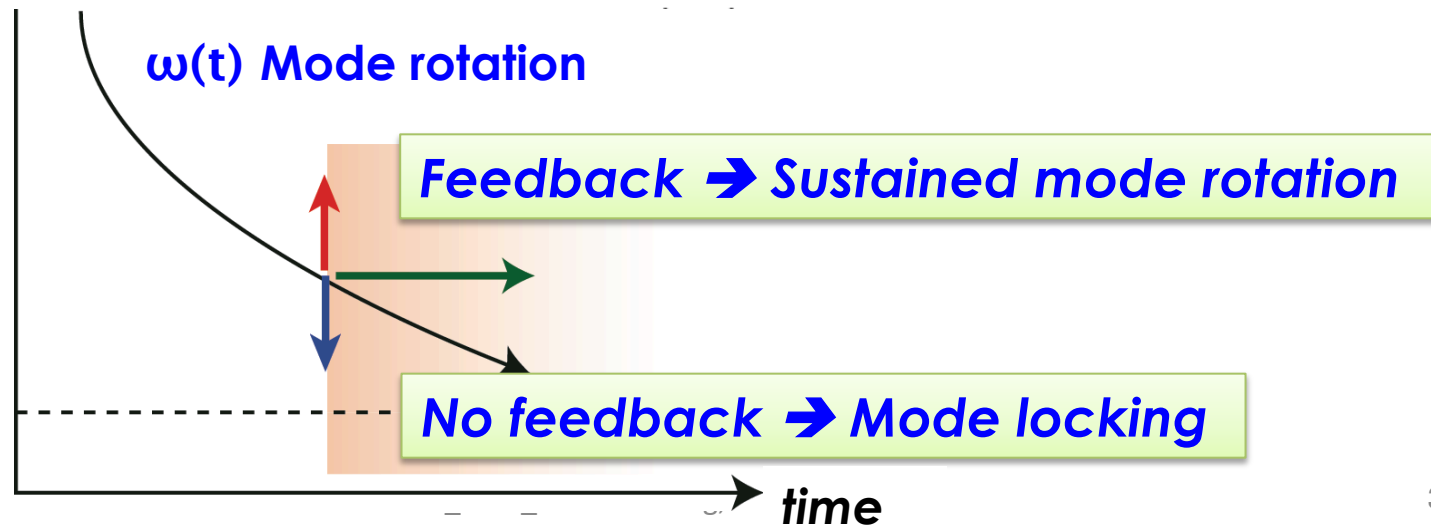 ω(t) Mode rotation
Feedback ➔ Sustained mode rotation
No feedback ➔ Mode locking
time